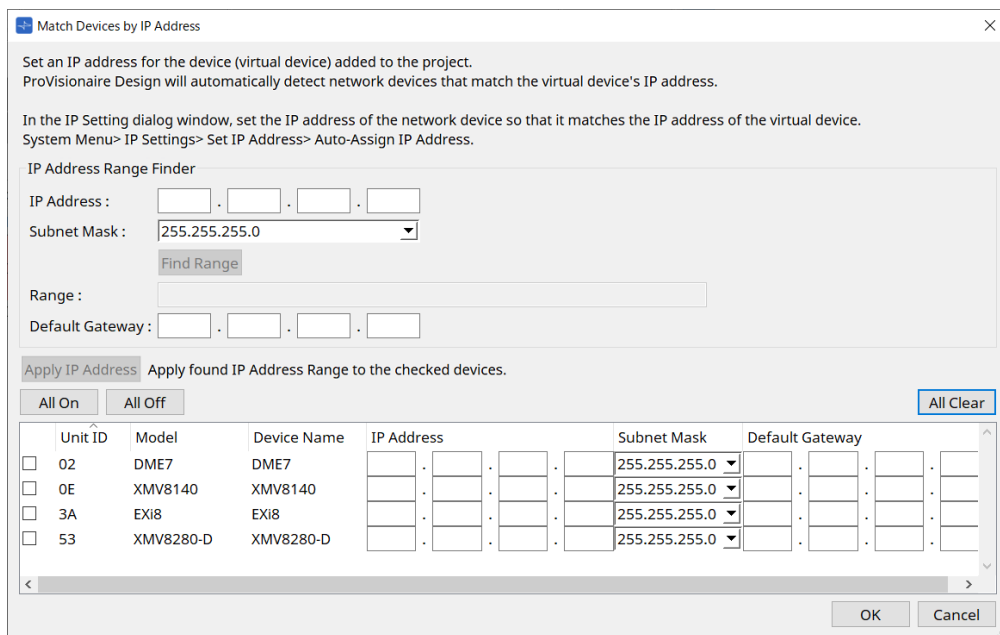 Match Devices by IP Address
Set an IP address for the device (virtual device) added to the project.
ProVisionaire Design will automatically detect network devices that match the virtual device's IP address.
In the IP Setting dialog window, set the IP address of the network device so that it matches the IP address of the virtual device.
System Menu> IP Settings> Set IP Address> Auto-Assign IP Address.
IP Address Range Finder
IP Address : . . .
Subnet Mask : 255.255.255.0
Find Range
Range :
Default Gateway : . . .
Apply IP Address Apply found IP Address Range to the checked devices.
All On All Off All Clear
Unit ID Model Device Name IP Address Subnet Mask Default Gateway
02 DME7 DME7 . . . 255.255.255.0 . . .
0E XMV8140 XMV8140 . . . 255.255.255.0 . . .
3A EXi8 EXi8 . . . 255.255.255.0 . . .
53 XMV8280-D XMV8280-D . . . 255.255.255.0 . . .
OK Cancel